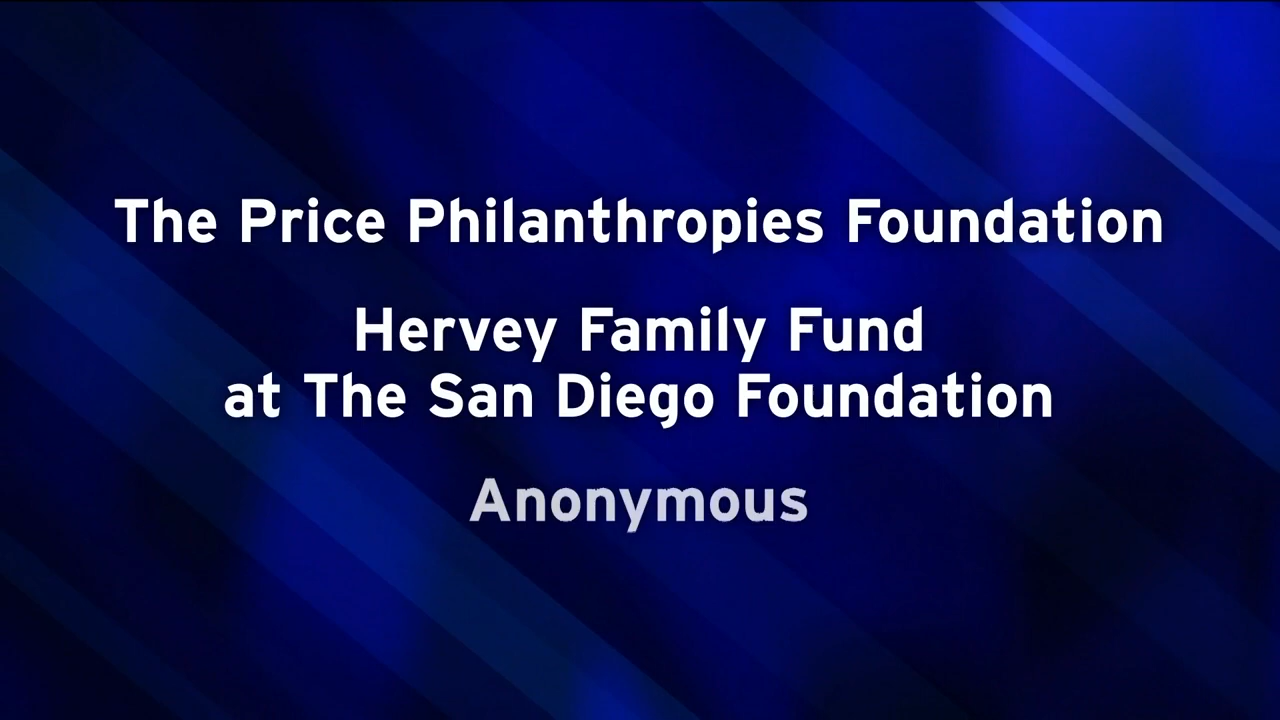 The Price Philanthropies Foundation
Hervey Family Fund
at The San Diego Foundation
Anonymous